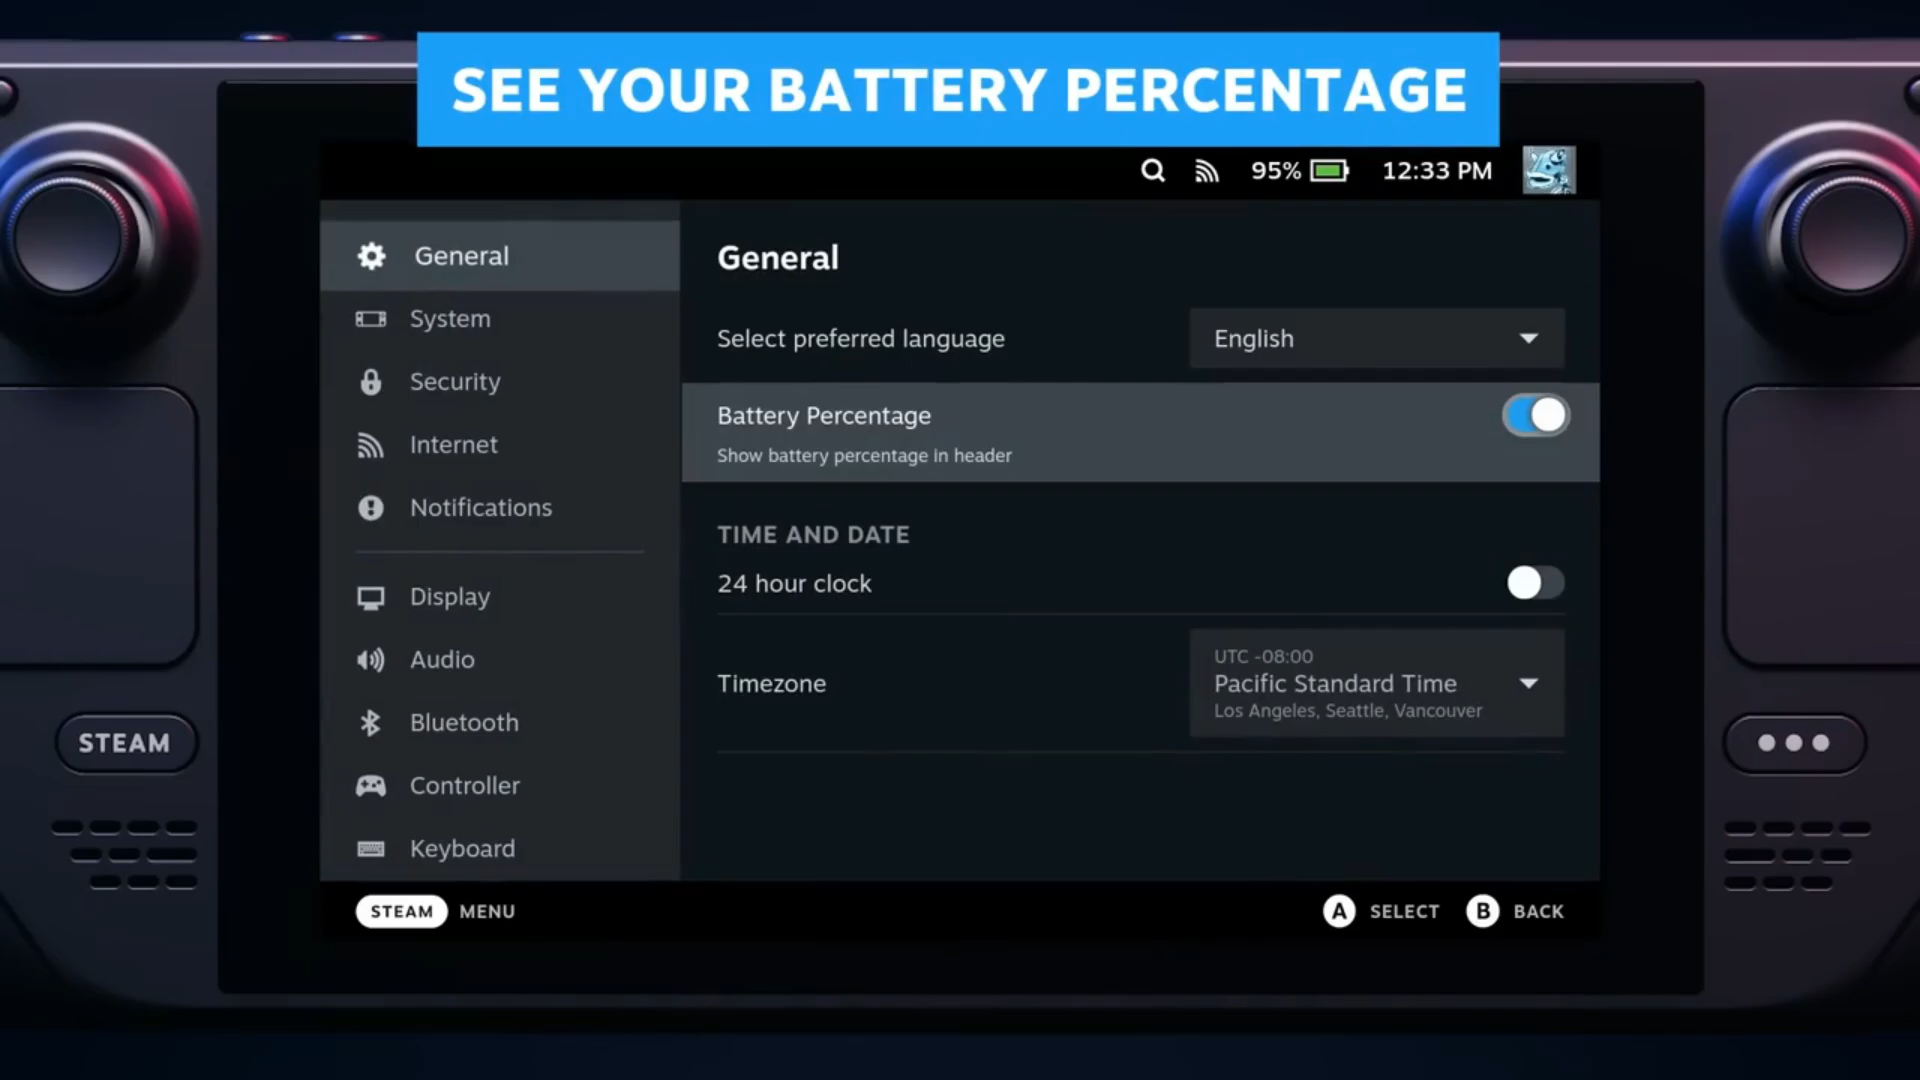 SEE YOUR BATTERY PERCENTAGE
95% 12:33 PM
General
System
Security
Internet
Notifications
Display
Audio
Bluetooth
Controller
Keyboard
General
Select preferred language
English
Battery Percentage
Show battery percentage in header
TIME AND DATE
24 hour clock
Timezone
UTC -08:00
Pacific Standard Time
Los Angeles, Seattle, Vancouver
STEAM
STEAM MENU
A SELECT B BACK